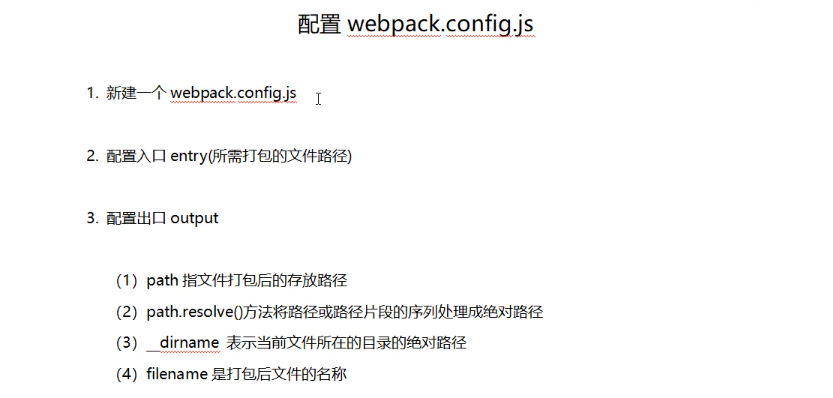 配置 webpack.config.js
1. 新建一个 webpack.config.js
2. 配置入口 entry(所需打包的文件路径)
3. 配置出口 output
（1）path 指文件打包后的存放路径
（2）path.resolve()方法将路径或路径片段的序列处理成绝对路径
（3）__dirname 表示当前文件所在的目录的绝对路径
（4）filename 是打包后文件的名称